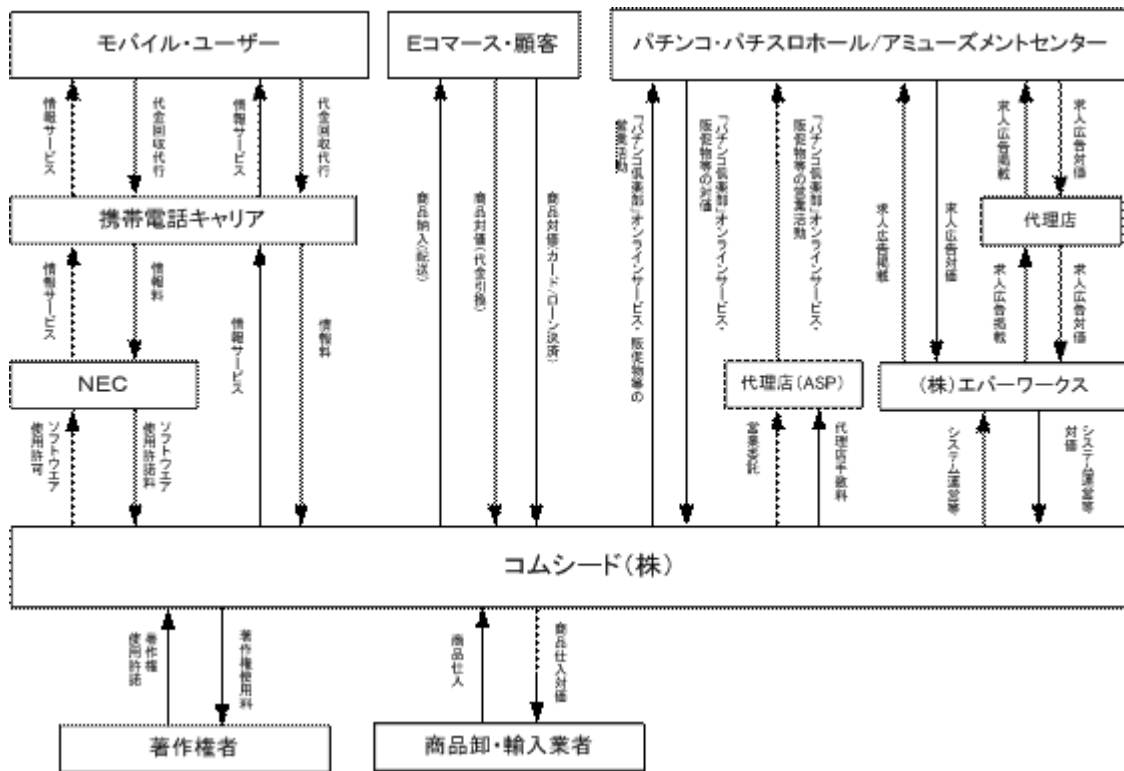 モバイル・ユーザー
Eコマース・顧客
パチンコ・パチスロホール/アミューズメントセンター
情報サービス
代金回収代行
情報サービス
代金回収代行
携帯電話キャリア
情報サービス
情報料
情報サービス
情報料
NEC
ソフトウエア
使用許可
ソフトウエア
使用許諾料
商品納入(配送)
商品対価(代金引換)
商品対価(カード/ローン決済)
「パチンコ倶楽部」オンラインサービス・販促物等の
営業活動
「パチンコ倶楽部」オンラインサービス・
販促物等の対価
「パチンコ倶楽部」オンラインサービス・
販促物等の営業活動
代理店(ASP)
営業委託
代理店手数料
求人広告掲載
求人広告対価
求人広告掲載
求人広告対価
代理店
求人広告掲載
求人広告対価
(株)エバーワークス
システム運営等
システム運営等
対価
コムシード(株)
著作権
使用許諾
著作権使用料
商品仕入
商品仕入対価
著作権者
商品卸・輸入業者